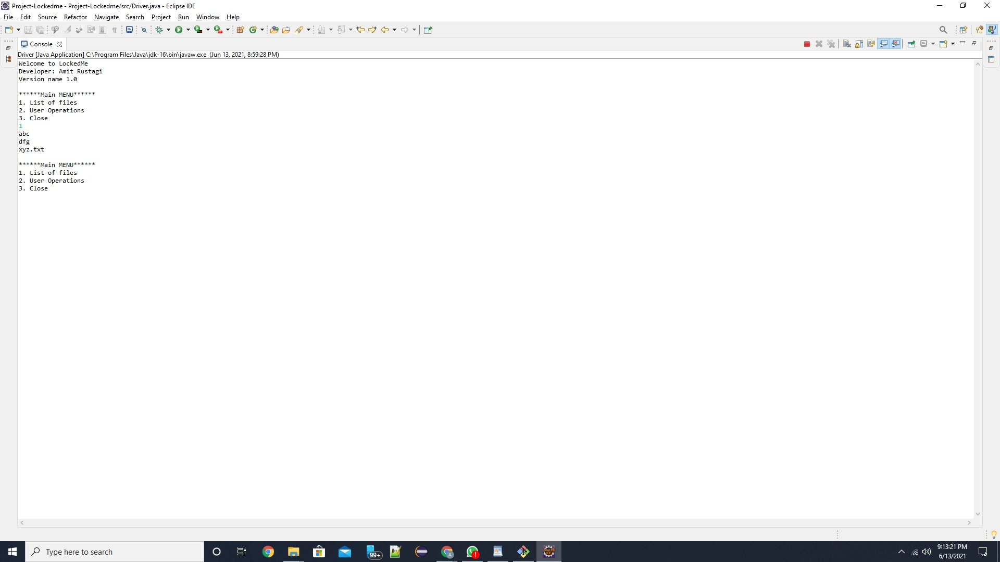 Project-Lockedme - Project-Lockedme/src/Driver.java - Eclipse IDE
File Edit Source Refactor Navigate Search Project Run Window Help
Console
Driver [Java Application] C:\Program Files\Java\jdk-16\bin\javaw.exe (Jun 13, 2021, 8:59:28 PM)
Welcome to LockedMe
Developer: Amit Rustagi
Version name 1.0
******Main MENU******
1. List of files
2. User Operations
3. Close
1
abc
dfg
xyz.txt
******Main MENU******
1. List of files
2. User Operations
3. Close
Type here to search
99+
A
9:13:21 PM
6/13/2021